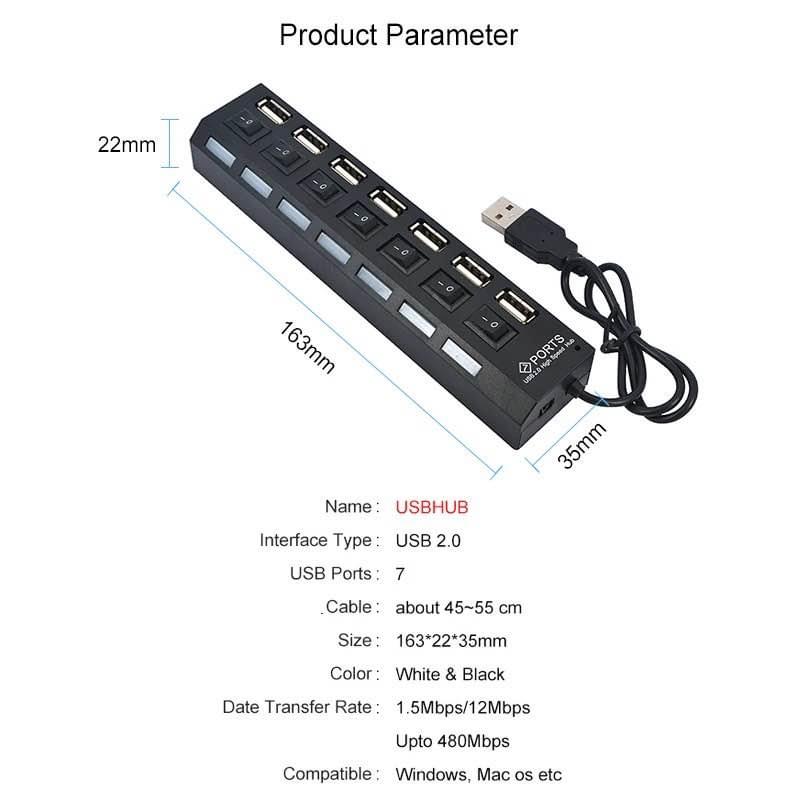 Product Parameter
22mm
163mm
35mm
7 PORTS
USB 2.0 High Speed Hub
Name : USBHUB
Interface Type : USB 2.0
USB Ports : 7
Cable : about 45~55 cm
Size : 163*22*35mm
Color : White & Black
Date Transfer Rate : 1.5Mbps/12Mbps
Upto 480Mbps
Compatible : Windows, Mac os etc